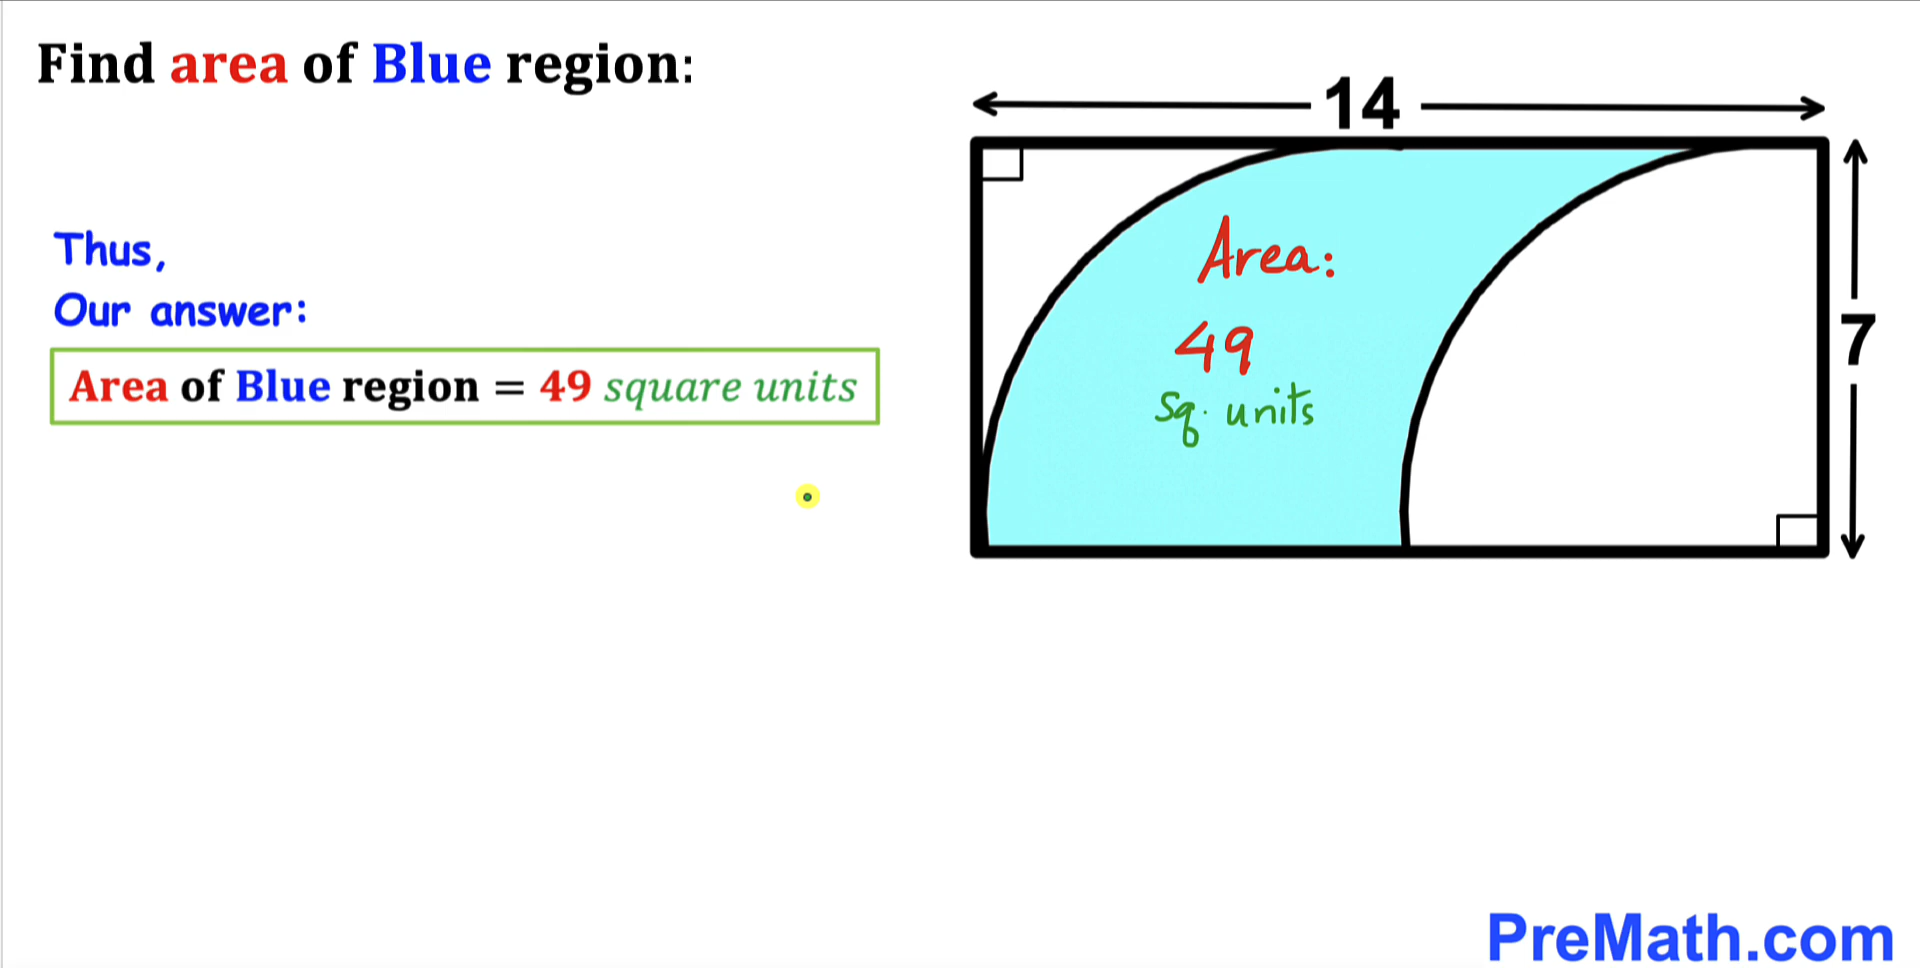 Find area of Blue region:
14
Thus,
Our answer:
Area of Blue region = 49 square units
Area:
49
sq. units
7
PreMath.com